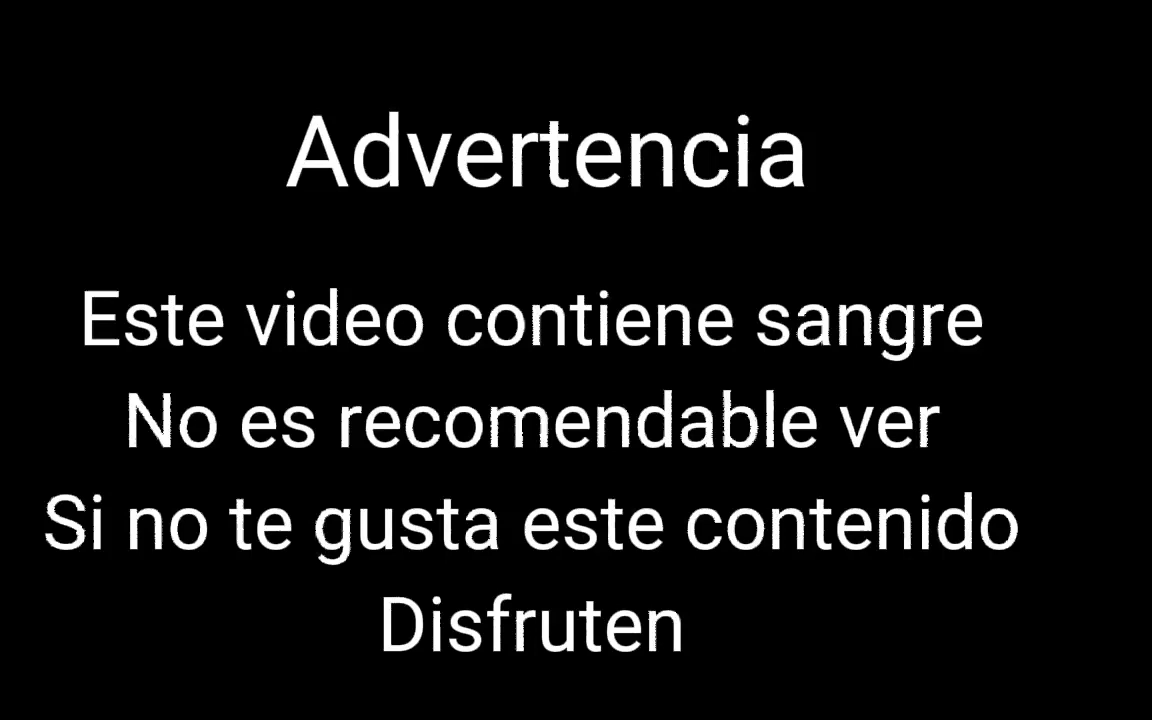 Advertencia
Este video contiene sangre
No es recomendable ver
Si no te gusta este contenido
Disfruten